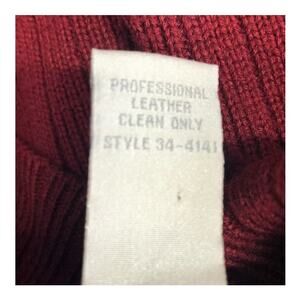 PROFESSIONAL
LEATHER
CLEAN ONLY
STYLE 34-4141